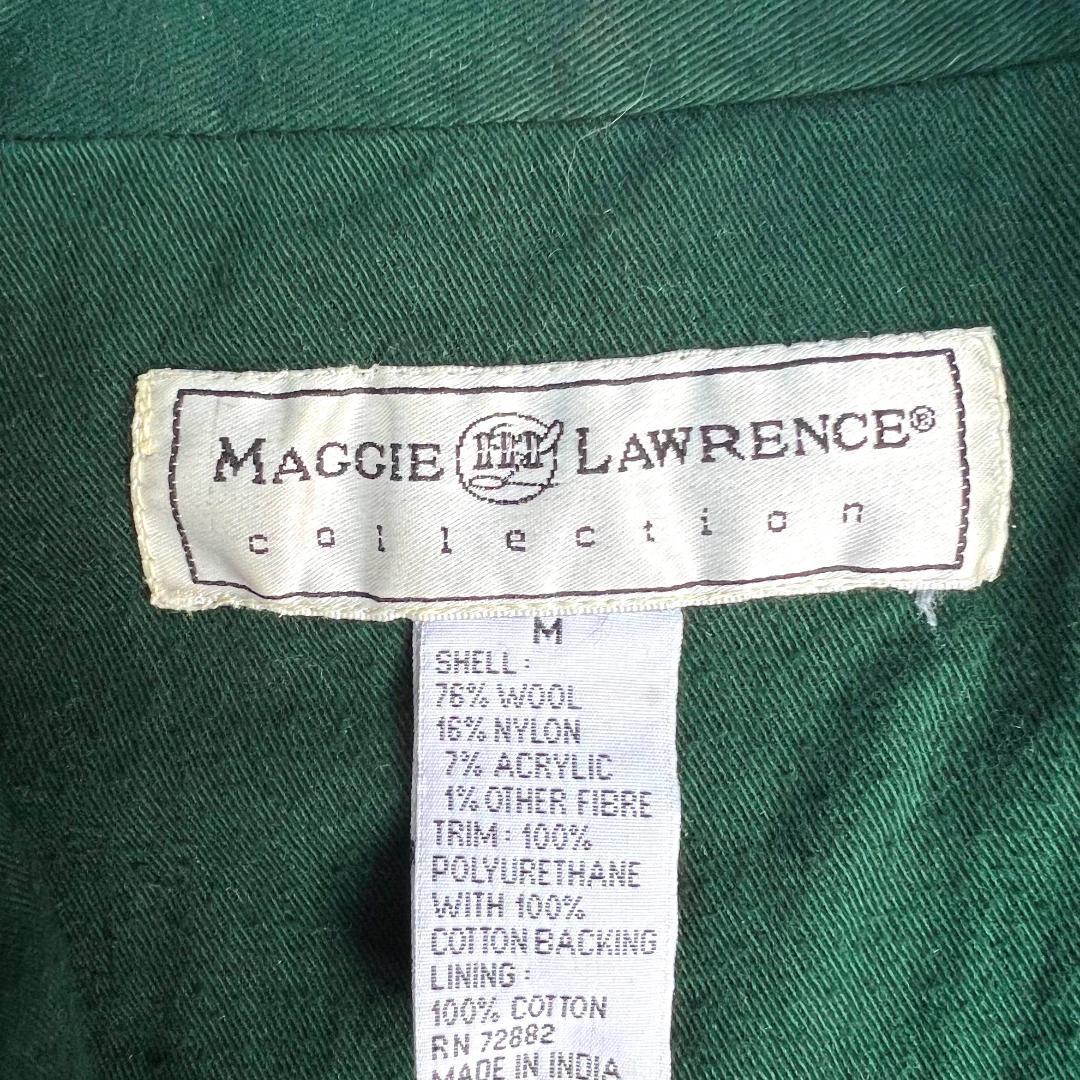 MAGGIE LAWRENCE®
collection
M
SHELL:
76% WOOL
16% NYLON
7% ACRYLIC
1% OTHER FIBRE
TRIM: 100%
POLYURETHANE
WITH 100%
COTTON BACKING
LINING:
100% COTTON
RN 72882
MADE IN INDIA